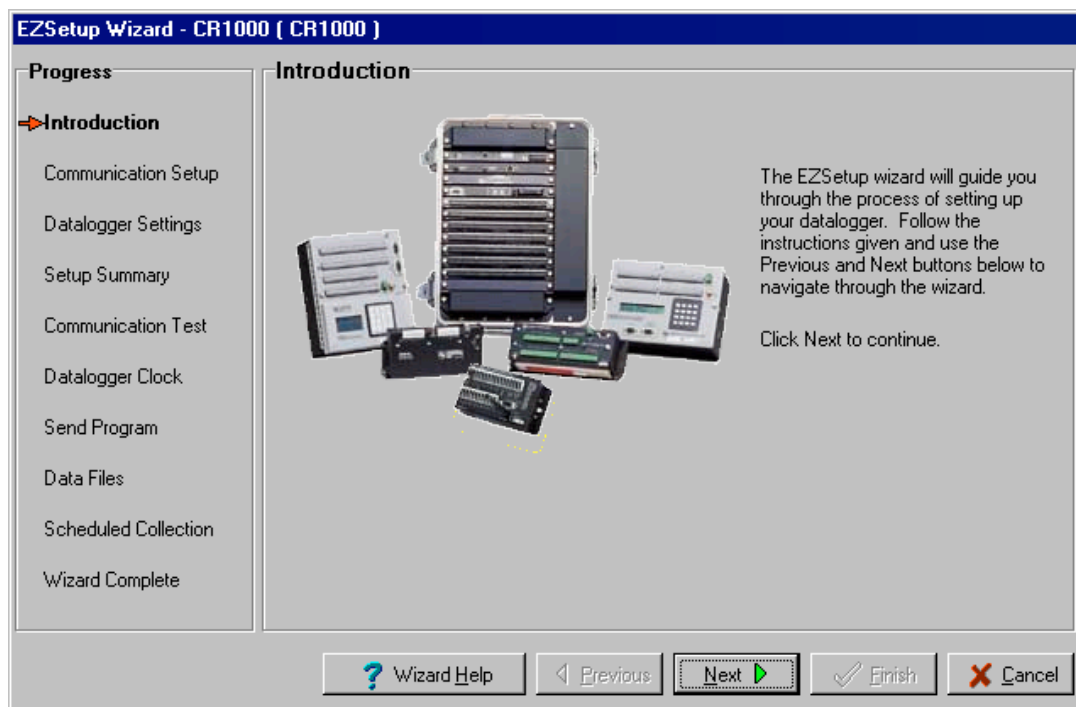 EZSetup Wizard - CR1000 ( CR1000 )
Progress
Introduction
Communication Setup
Datalogger Settings
Setup Summary
Communication Test
Datalogger Clock
Send Program
Data Files
Scheduled Collection
Wizard Complete
Introduction
The EZSetup wizard will guide you
through the process of setting up
your datalogger. Follow the
instructions given and use the
Previous and Next buttons below to
navigate through the wizard.
Click Next to continue.
? Wizard Help
Previous
Next
Finish
Cancel